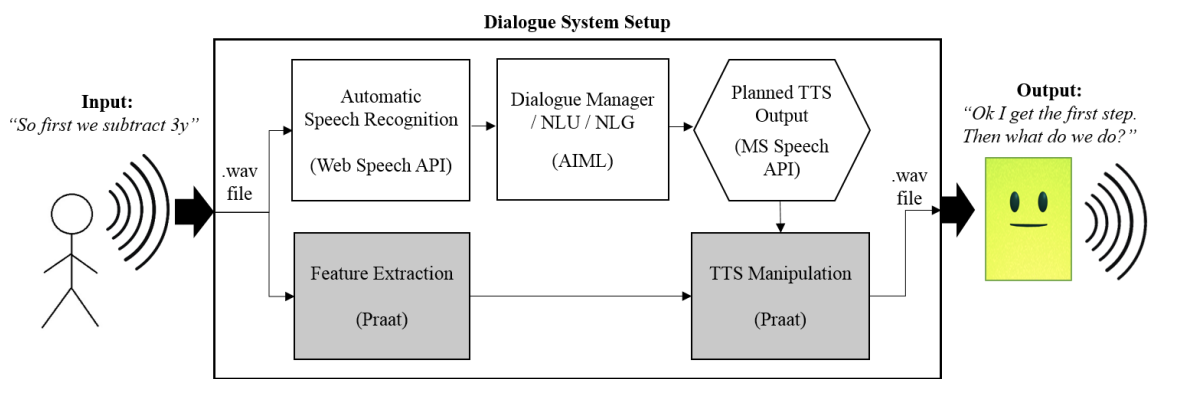 Dialogue System Setup
Input:
“So first we subtract 3y”
.wav
file
Automatic
Speech Recognition
(Web Speech API)
Dialogue Manager
/ NLU / NLG
(AIML)
Planned TTS
Output
(MS Speech
API)
Feature Extraction
(Praat)
TTS Manipulation
(Praat)
.wav
file
Output:
“Ok I get the first step.
Then what do we do?”